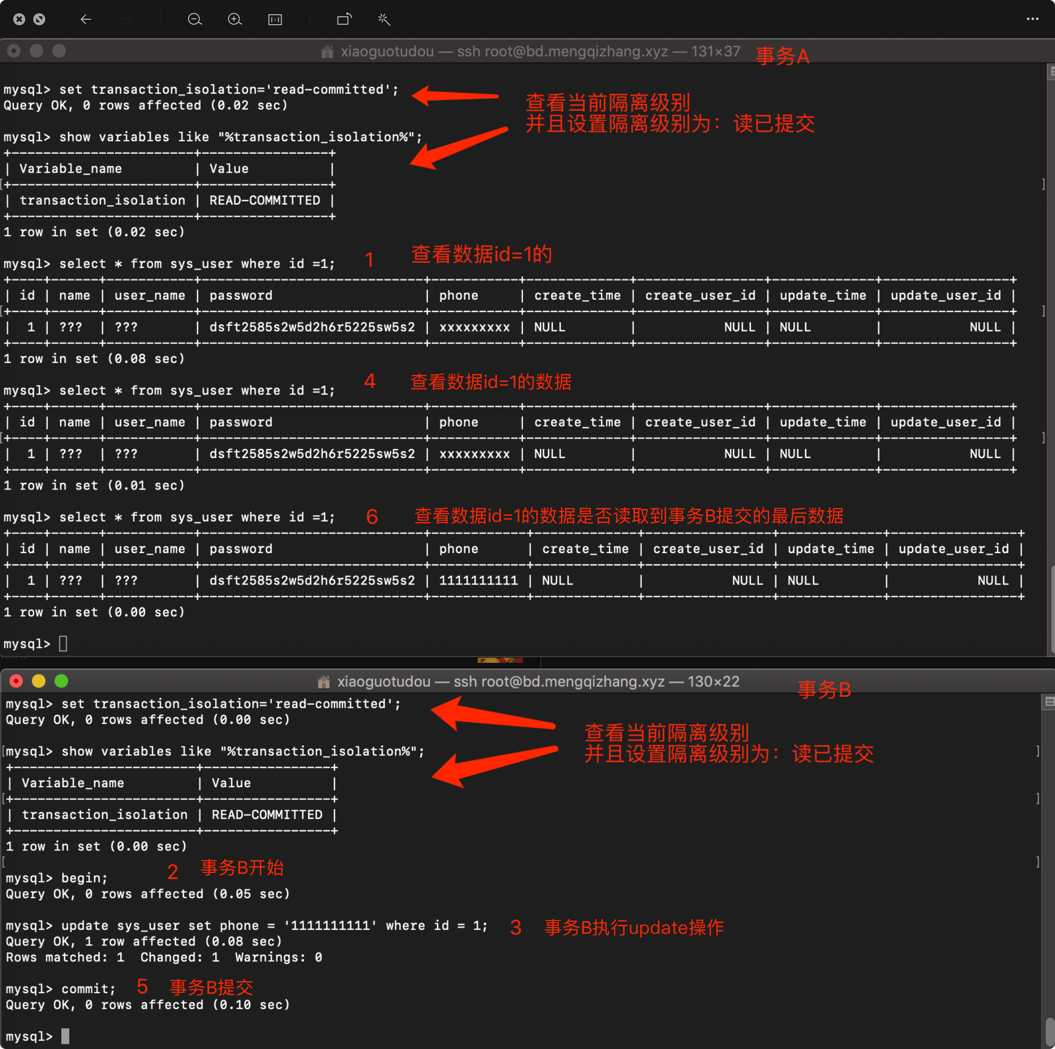 xiaoguotudou — ssh root@bd.mengqizhang.xyz — 131×37
事务A
mysql> set transaction_isolation='read-committed';
Query OK, 0 rows affected (0.02 sec)
查看当前隔离级别
并且设置隔离级别为：读已提交
mysql> show variables like "%transaction_isolation%";
+-----------------------+----------------+
| Variable_name         | Value          |
+-----------------------+----------------+
| transaction_isolation | READ-COMMITTED |
+-----------------------+----------------+
1 row in set (0.02 sec)
mysql> select * from sys_user where id =1;
1 查看数据id=1的
+----+------+-----------+---------------------------+-----------+-------------+----------------+-------------+----------------+
| id | name | user_name | password                  | phone     | create_time | create_user_id | update_time | update_user_id |
+----+------+-----------+---------------------------+-----------+-------------+----------------+-------------+----------------+
|  1 | ???  | ???       | dsft2585s2w5d2h6r5225sw5s2 | xxxxxxxxx | NULL        |           NULL | NULL        |           NULL |
+----+------+-----------+---------------------------+-----------+-------------+----------------+-------------+----------------+
1 row in set (0.08 sec)
mysql> select * from sys_user where id =1;
4 查看数据id=1的数据
+----+------+-----------+---------------------------+-----------+-------------+----------------+-------------+----------------+
| id | name | user_name | password                  | phone     | create_time | create_user_id | update_time | update_user_id |
+----+------+-----------+---------------------------+-----------+-------------+----------------+-------------+----------------+
|  1 | ???  | ???       | dsft2585s2w5d2h6r5225sw5s2 | xxxxxxxxx | NULL        |           NULL | NULL        |           NULL |
+----+------+-----------+---------------------------+-----------+-------------+----------------+-------------+----------------+
1 row in set (0.01 sec)
mysql> select * from sys_user where id =1;
6 查看数据id=1的数据是否读取到事务B提交的最后数据
+----+------+-----------+---------------------------+------------+-------------+----------------+-------------+----------------+
| id | name | user_name | password                  | phone      | create_time | create_user_id | update_time | update_user_id |
+----+------+-----------+---------------------------+------------+-------------+----------------+-------------+----------------+
|  1 | ???  | ???       | dsft2585s2w5d2h6r5225sw5s2 | 1111111111 | NULL        |           NULL | NULL        |           NULL |
+----+------+-----------+---------------------------+------------+-------------+----------------+-------------+----------------+
1 row in set (0.00 sec)
mysql>
xiaoguotudou — ssh root@bd.mengqizhang.xyz — 130×22
事务B
mysql> set transaction_isolation='read-committed';
Query OK, 0 rows affected (0.00 sec)
查看当前隔离级别
并且设置隔离级别为：读已提交
mysql> show variables like "%transaction_isolation%";
+-----------------------+----------------+
| Variable_name         | Value          |
+-----------------------+----------------+
| transaction_isolation | READ-COMMITTED |
+-----------------------+----------------+
1 row in set (0.00 sec)
2 事务B开始
mysql> begin;
Query OK, 0 rows affected (0.05 sec)
mysql> update sys_user set phone = '1111111111' where id = 1;
3 事务B执行update操作
Query OK, 1 row affected (0.08 sec)
Rows matched: 1  Changed: 1  Warnings: 0
mysql> commit;
5 事务B提交
Query OK, 0 rows affected (0.10 sec)
mysql>